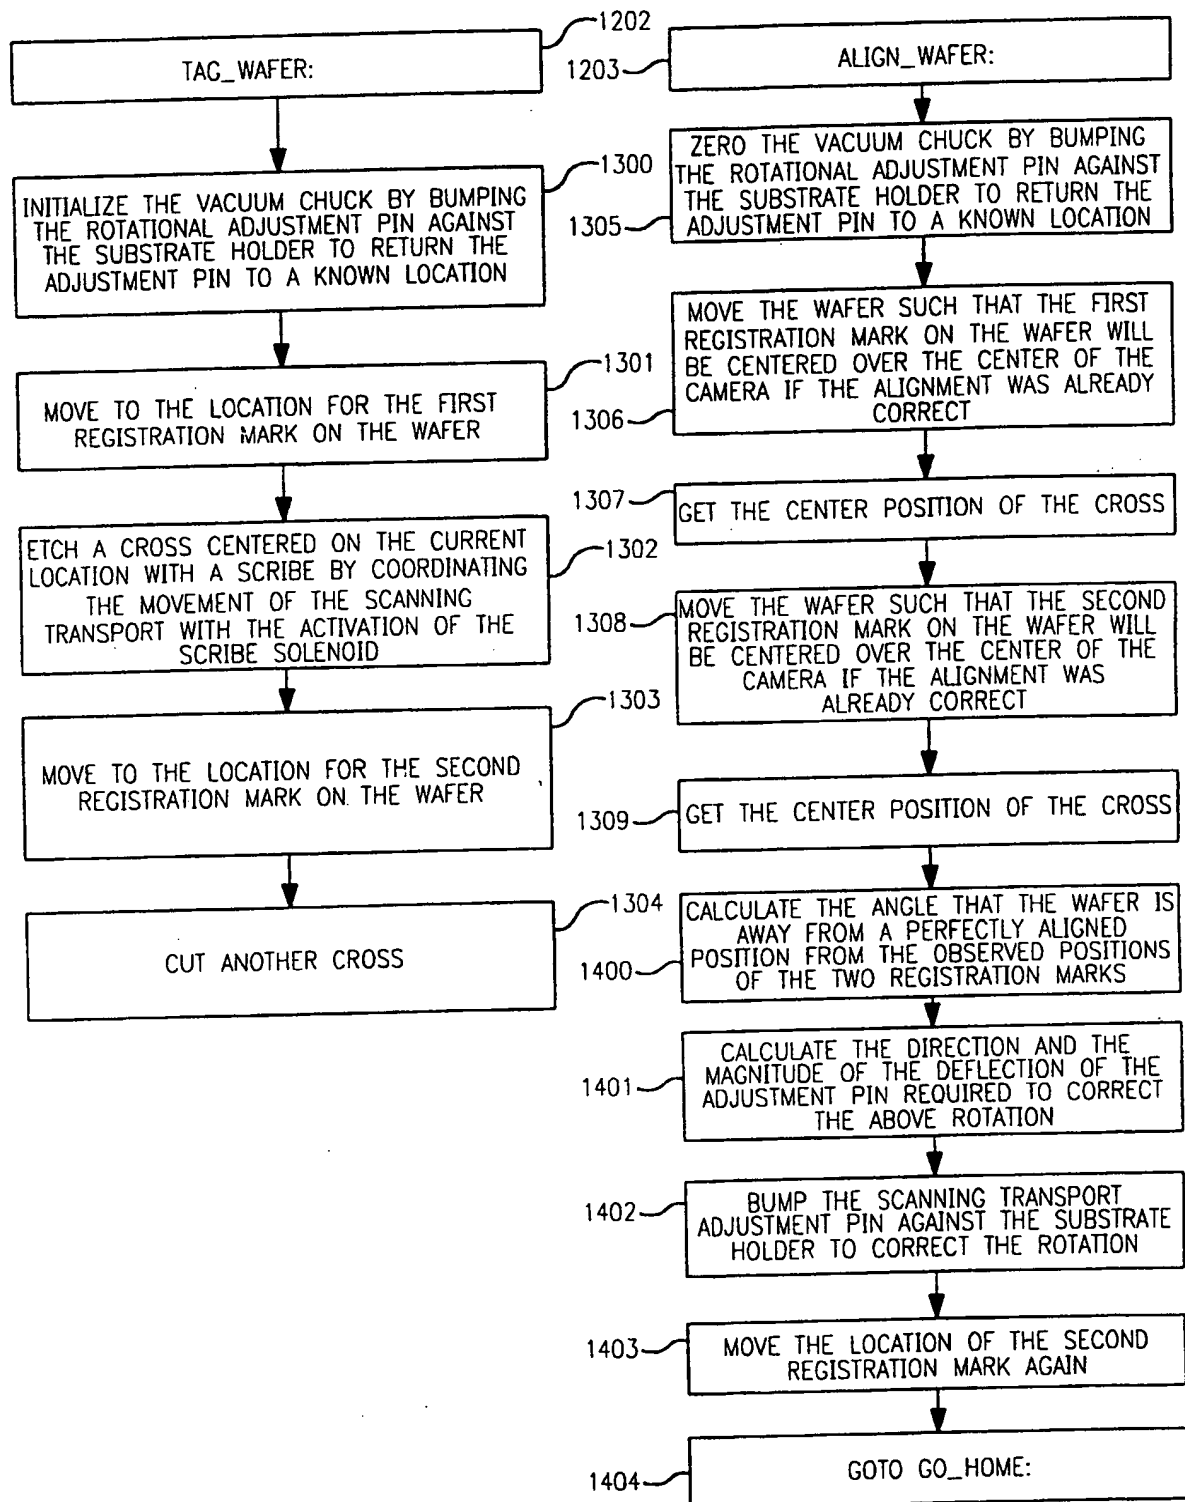 1202
TAG_WAFER:
1300
INITIALIZE THE VACUUM CHUCK BY BUMPING
THE ROTATIONAL ADJUSTMENT PIN AGAINST
THE SUBSTRATE HOLDER TO RETURN THE
ADJUSTMENT PIN TO A KNOWN LOCATION
1301
MOVE TO THE LOCATION FOR THE FIRST
REGISTRATION MARK ON THE WAFER
1302
ETCH A CROSS CENTERED ON THE CURRENT
LOCATION WITH A SCRIBE BY COORDINATING
THE MOVEMENT OF THE SCANNING
TRANSPORT WITH THE ACTIVATION OF THE
SCRIBE SOLENOID
1303
MOVE TO THE LOCATION FOR THE SECOND
REGISTRATION MARK ON THE WAFER
1304
CUT ANOTHER CROSS
1203
ALIGN_WAFER:
ZERO THE VACUUM CHUCK BY BUMPING
THE ROTATIONAL ADJUSTMENT PIN AGAINST
THE SUBSTRATE HOLDER TO RETURN THE
ADJUSTMENT PIN TO A KNOWN LOCATION
1305
MOVE THE WAFER SUCH THAT THE FIRST
REGISTRATION MARK ON THE WAFER WILL
BE CENTERED OVER THE CENTER OF THE
CAMERA IF THE ALIGNMENT WAS ALREADY
CORRECT
1306
1307
GET THE CENTER POSITION OF THE CROSS
1308
MOVE THE WAFER SUCH THAT THE SECOND
REGISTRATION MARK ON THE WAFER WILL
BE CENTERED OVER THE CENTER OF THE
CAMERA IF THE ALIGNMENT WAS
ALREADY CORRECT
1309
GET THE CENTER POSITION OF THE CROSS
CALCULATE THE ANGLE THAT THE WAFER IS
AWAY FROM A PERFECTLY ALIGNED
POSITION FROM THE OBSERVED POSITIONS
OF THE TWO REGISTRATION MARKS
1400
CALCULATE THE DIRECTION AND THE
MAGNITUDE OF THE DEFLECTION OF THE
ADJUSTMENT PIN REQUIRED TO CORRECT
THE ABOVE ROTATION
1401
1402
BUMP THE SCANNING TRANSPORT
ADJUSTMENT PIN AGAINST THE SUBSTRATE
HOLDER TO CORRECT THE ROTATION
1403
MOVE THE LOCATION OF THE SECOND
REGISTRATION MARK AGAIN
1404
GOTO GO_HOME: